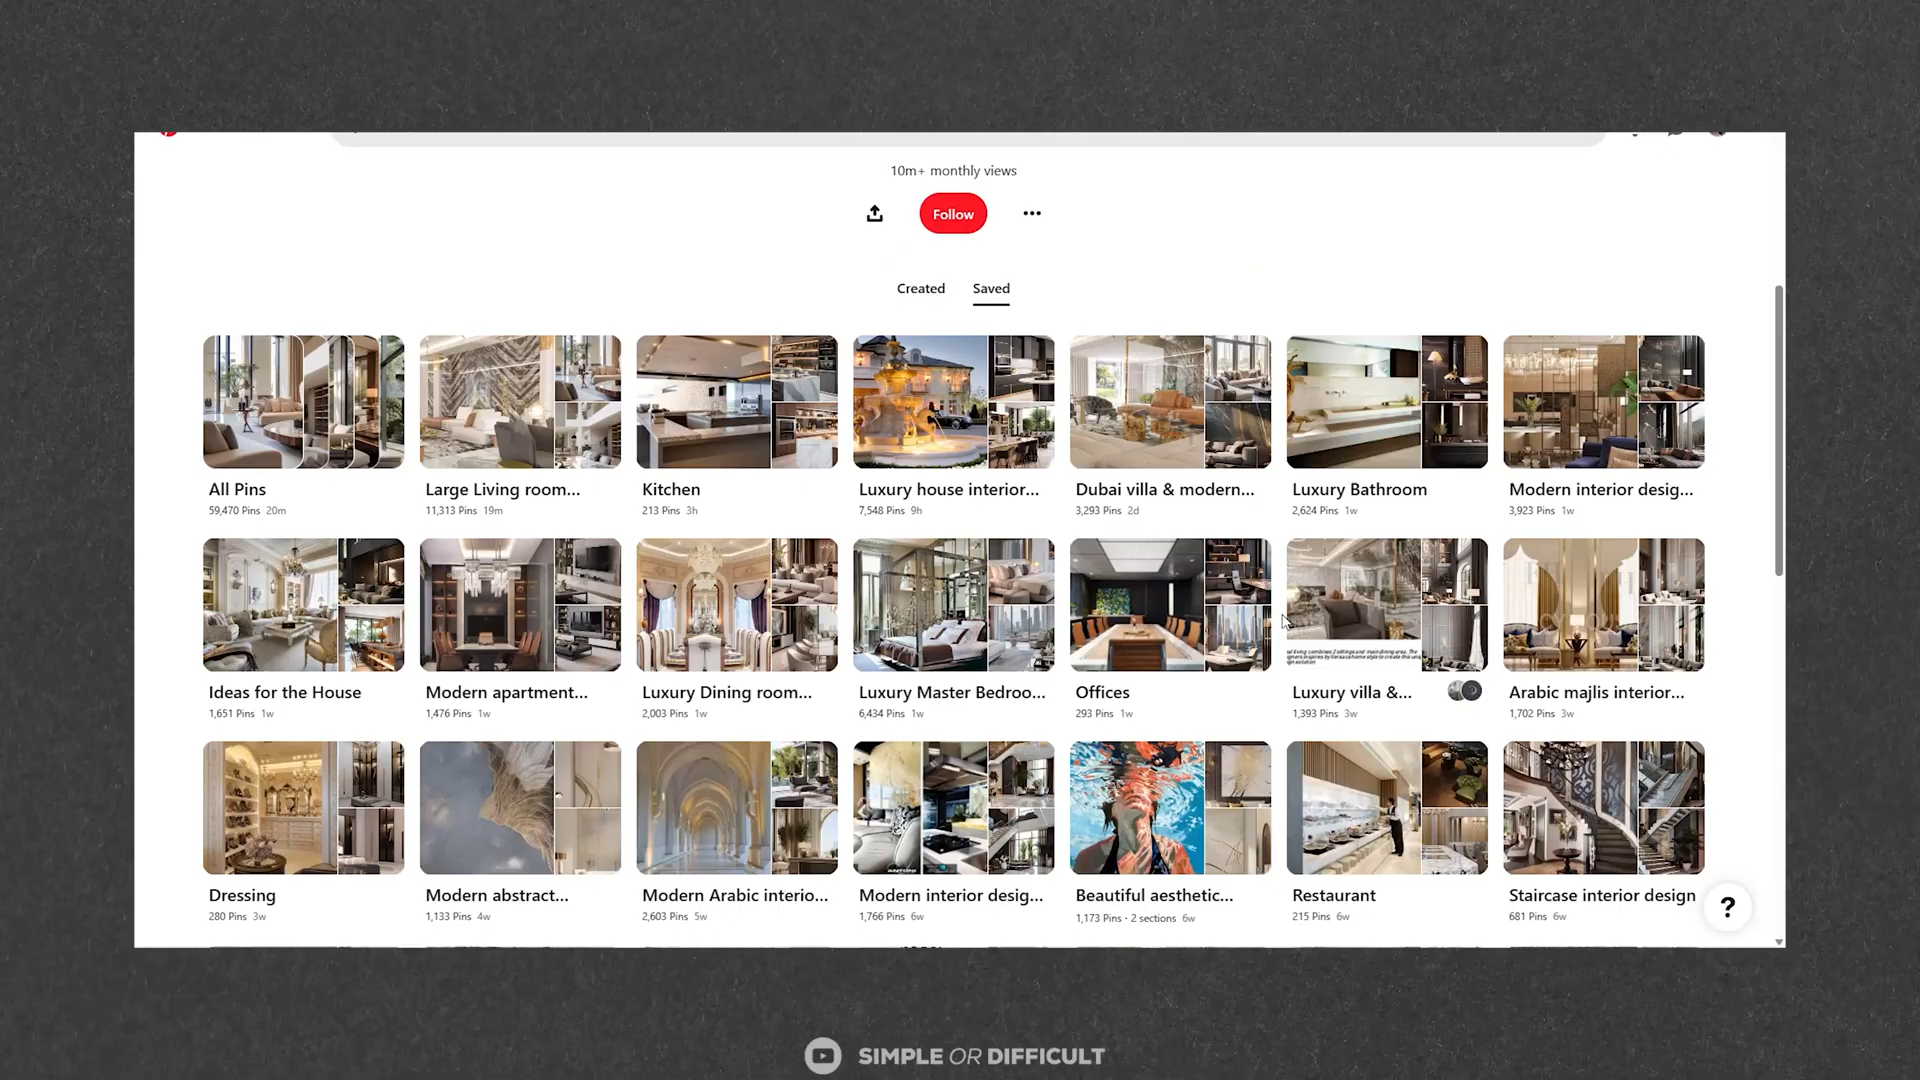 10m+ monthly views
Follow
Created Saved
All Pins
59,470 Pins 20m
Large Living room...
11,313 Pins 19m
Kitchen
213 Pins 3h
Luxury house interior...
7,548 Pins 9h
Dubai villa & modern...
3,293 Pins 2d
Luxury Bathroom
2,624 Pins 1w
Modern interior desig...
3,923 Pins 1w
Ideas for the House
1,651 Pins 1w
Modern apartment...
1,476 Pins 1w
Luxury Dining room...
2,003 Pins 1w
Luxury Master Bedroo...
6,434 Pins 1w
Offices
293 Pins 1w
Luxury villa &...
1,393 Pins 3w
Arabic majlis interior...
1,702 Pins 3w
Dressing
280 Pins 3w
Modern abstract...
1,133 Pins 4w
Modern Arabic interio...
2,603 Pins 5w
Modern interior desig...
1,766 Pins 6w
Beautiful aesthetic...
1,173 Pins · 2 sections 6w
Restaurant
215 Pins 6w
Staircase interior design
681 Pins 6w
?
SIMPLE OR DIFFICULT